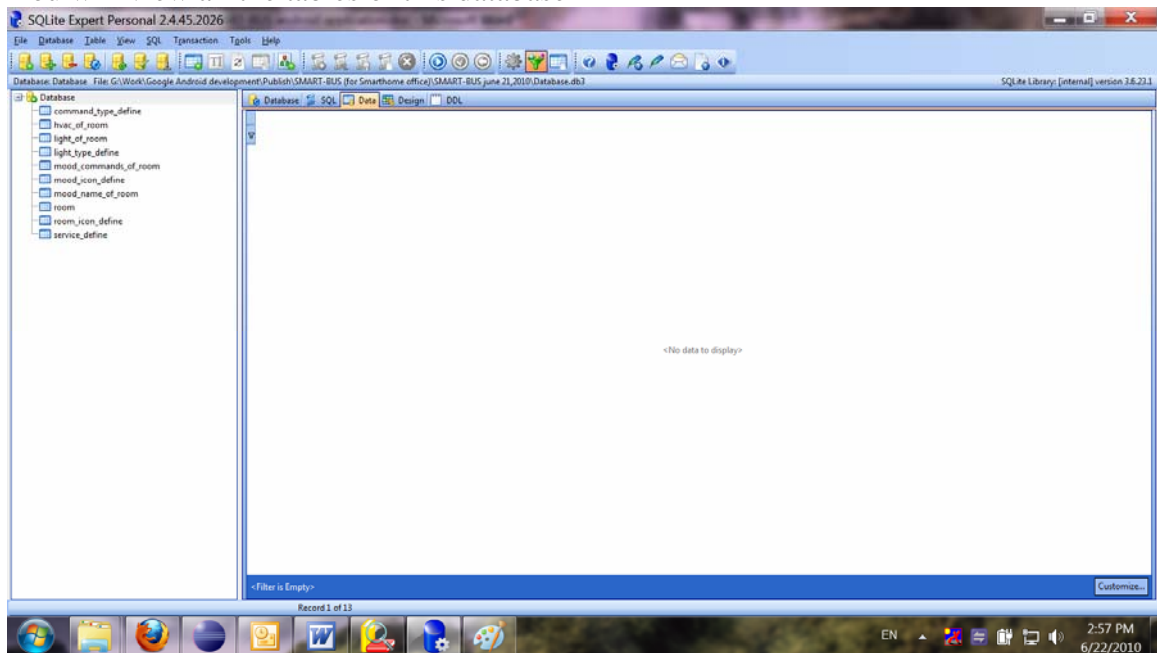 SQLite Expert Personal 2.4.45.2026
File Database Table View SQL Transaction Tools Help
Database: Database File: G:\Work\Google Android development\Publish\SMART-BUS (for Smarthome office)\SMART-BUS june 21,2010\Database.db3
SQLite Library: [internal] version 3.6.23.1
Database
command_type_define
hvac_of_room
light_of_room
light_type_define
mood_commands_of_room
mood_icon_define
mood_name_of_room
room
room_icon_define
service_define
Database SQL Data Design DDL
<No data to display>
<Filter is Empty>
Customize...
Record 1 of 13
EN
2:57 PM
6/22/2010